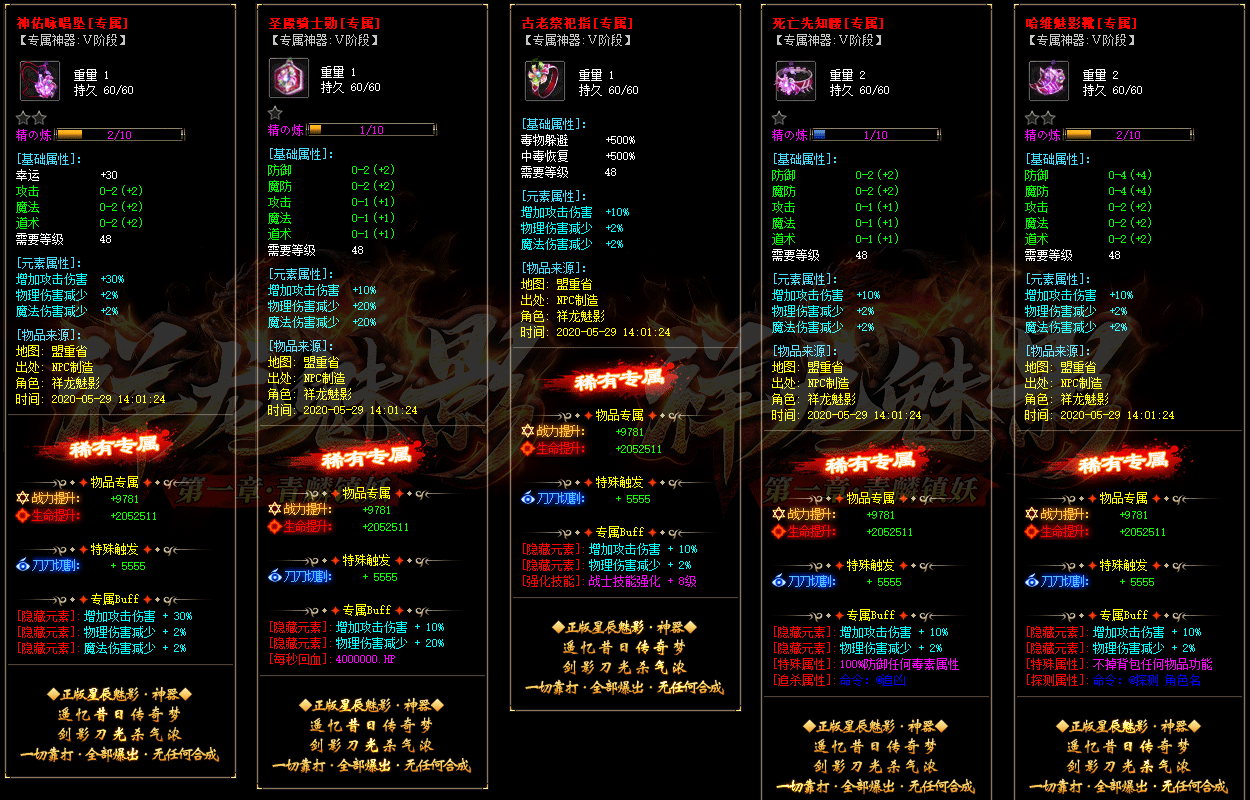 神佑咏唱坠[专属]
【专属神器:V阶段】
重量 1
持久 60/60
精の炼 2/10
[基础属性]:
幸运 +30
攻击 0-2(+2)
魔法 0-2(+2)
道术 0-2(+2)
需要等级 48
[元素属性]:
增加攻击伤害 +30%
物理伤害减少 +2%
魔法伤害减少 +2%
[物品来源]:
地图: 盟重省
出处: NPC制造
角色: 祥龙魅影
时间: 2020-05-29 14:01:24
稀有专属
物品专属
战力提升: +9781
生命提升: +2052511
特殊触发
刀刀切割: + 5555
专属Buff
[隐藏元素]: 增加攻击伤害 + 30%
[隐藏元素]: 物理伤害减少 + 2%
[隐藏元素]: 魔法伤害减少 + 2%
◆正版星辰魅影·神器◆
遥忆昔日传奇梦
剑影刀光杀气浓
一切靠打·全部爆出·无任何合成
圣殿骑士勋[专属]
【专属神器:V阶段】
重量 1
持久 60/60
精の炼 1/10
[基础属性]:
防御 0-2(+2)
魔防 0-2(+2)
攻击 0-1(+1)
魔法 0-1(+1)
道术 0-1(+1)
需要等级 48
[元素属性]:
增加攻击伤害 +10%
物理伤害减少 +20%
魔法伤害减少 +20%
[物品来源]:
地图: 盟重省
出处: NPC制造
角色: 祥龙魅影
时间: 2020-05-29 14:01:24
稀有专属
物品专属
战力提升: +9781
生命提升: +2052511
特殊触发
刀刀切割: + 5555
专属Buff
[隐藏元素]: 增加攻击伤害 + 10%
[隐藏元素]: 物理伤害减少 + 20%
[每秒回血]: 4000000 HP
◆正版星辰魅影·神器◆
遥忆昔日传奇梦
剑影刀光杀气浓
一切靠打·全部爆出·无任何合成
古老祭祀指[专属]
【专属神器:V阶段】
重量 1
持久 60/60
[基础属性]:
毒物躲避 +500%
中毒恢复 +500%
需要等级 48
[元素属性]:
增加攻击伤害 +10%
物理伤害减少 +2%
魔法伤害减少 +2%
[物品来源]:
地图: 盟重省
出处: NPC制造
角色: 祥龙魅影
时间: 2020-05-29 14:01:24
稀有专属
物品专属
战力提升: +9781
生命提升: +2052511
特殊触发
刀刀切割: + 5555
专属Buff
[隐藏元素]: 增加攻击伤害 + 10%
[隐藏元素]: 物理伤害减少 + 2%
[强化技能]: 战士技能强化 + 8级
◆正版星辰魅影·神器◆
遥忆昔日传奇梦
剑影刀光杀气浓
一切靠打·全部爆出·无任何合成
死亡先知腰[专属]
【专属神器:V阶段】
重量 2
持久 60/60
精の炼 1/10
[基础属性]:
防御 0-2(+2)
魔防 0-2(+2)
攻击 0-1(+1)
魔法 0-1(+1)
道术 0-1(+1)
需要等级 48
[元素属性]:
增加攻击伤害 +10%
物理伤害减少 +2%
魔法伤害减少 +2%
[物品来源]:
地图: 盟重省
出处: NPC制造
角色: 祥龙魅影
时间: 2020-05-29 14:01:24
稀有专属
物品专属
战力提升: +9781
生命提升: +2052511
特殊触发
刀刀切割: + 5555
专属Buff
[隐藏元素]: 增加攻击伤害 + 10%
[隐藏元素]: 物理伤害减少 + 2%
[特殊属性]: 100%防御任何毒素属性
[追杀属性]: 命令: @追凶
◆正版星辰魅影·神器◆
遥忆昔日传奇梦
剑影刀光杀气浓
一切靠打·全部爆出·无任何合成
哈雄魅影靴[专属]
【专属神器:V阶段】
重量 2
持久 60/60
精の炼 2/10
[基础属性]:
防御 0-4(+4)
魔防 0-4(+4)
攻击 0-2(+2)
魔法 0-2(+2)
道术 0-2(+2)
需要等级 48
[元素属性]:
增加攻击伤害 +10%
物理伤害减少 +2%
魔法伤害减少 +2%
[物品来源]:
地图: 盟重省
出处: NPC制造
角色: 祥龙魅影
时间: 2020-05-29 14:01:24
稀有专属
物品专属
战力提升: +9781
生命提升: +2052511
特殊触发
刀刀切割: + 5555
专属Buff
[隐藏元素]: 增加攻击伤害 + 10%
[隐藏元素]: 物理伤害减少 + 2%
[特殊属性]: 不掉背包任何物品功能
[探测属性]: 命令: @探测 角色名
◆正版星辰魅影·神器◆
遥忆昔日传奇梦
剑影刀光杀气浓
一切靠打·全部爆出·无任何合成
祥龙魅影
第一章·青麟镇妖
祥龙魅影
第一章·青麟镇妖